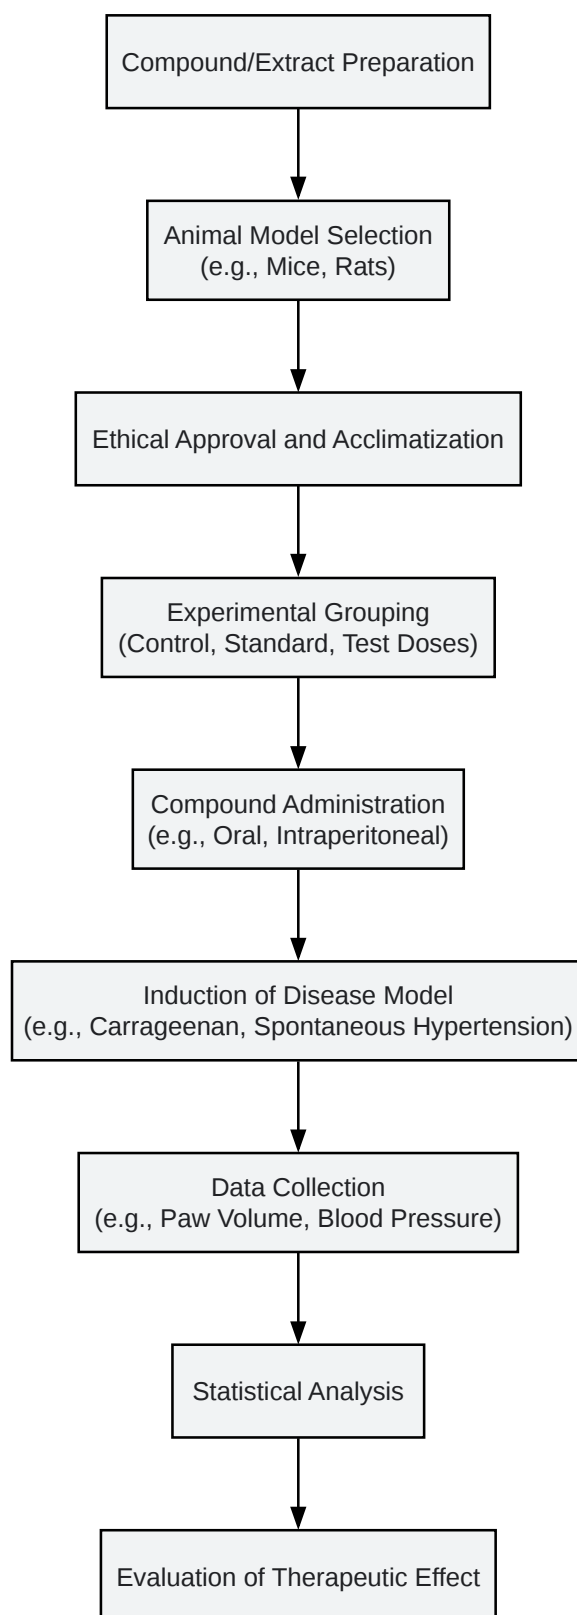 Compound/Extract Preparation
Animal Model Selection
(e.g., Mice, Rats)
Ethical Approval and Acclimatization
Experimental Grouping
(Control, Standard, Test Doses)
Compound Administration
(e.g., Oral, Intraperitoneal)
Induction of Disease Model
(e.g., Carrageenan, Spontaneous Hypertension)
Data Collection
(e.g., Paw Volume, Blood Pressure)
Statistical Analysis
Evaluation of Therapeutic Effect